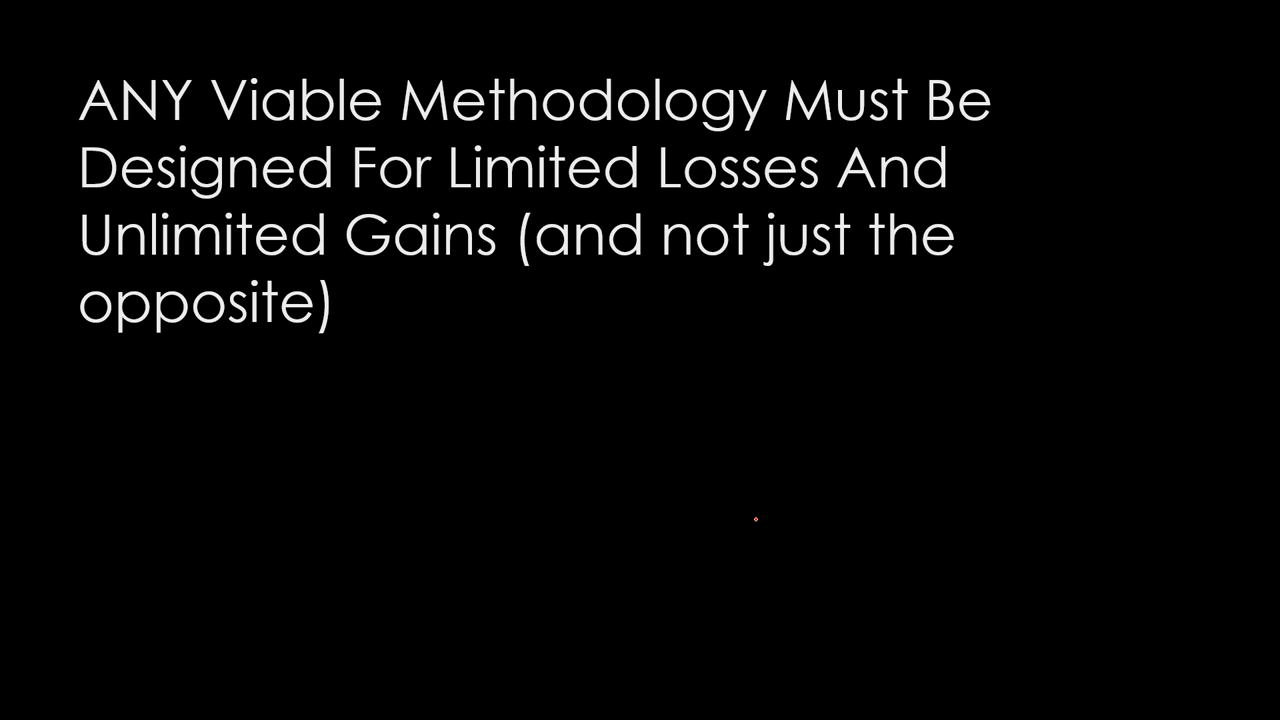 ANY Viable Methodology Must Be
Designed For Limited Losses And
Unlimited Gains (and not just the
opposite)